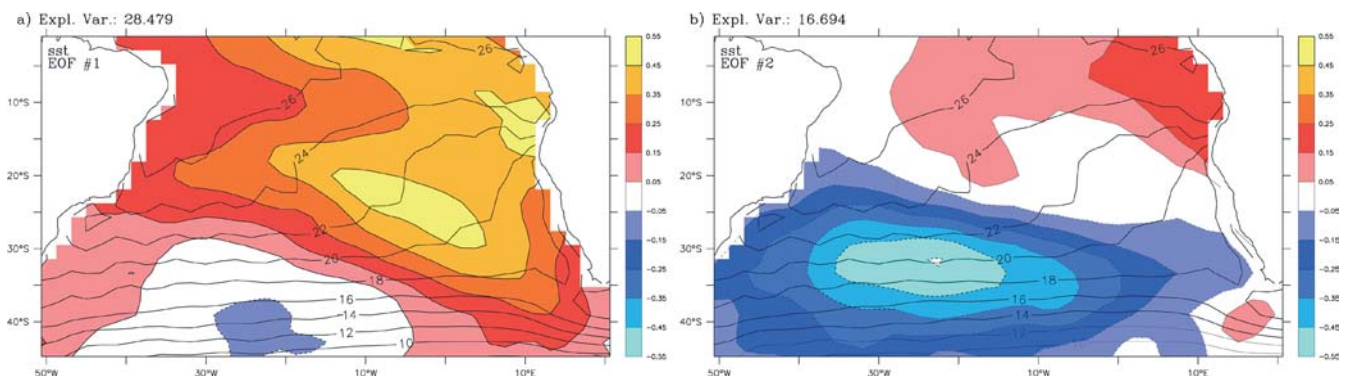 a) Expl. Var.: 28.479
sst
EOF #1
10°S
20°S
30°S
40°S
50°W
30°W
10°W
10°E
26
26
24
22
20
18
16
14
12
10
0.55
0.45
0.35
0.25
0.15
0.05
-0.05
-0.15
-0.25
-0.35
-0.45
-0.55
b) Expl. Var.: 16.694
sst
EOF #2
10°S
20°S
30°S
40°S
50°W
30°W
10°W
10°E
26
26
24
22
20
18
16
14
12
10
0.55
0.45
0.35
0.25
0.15
0.05
-0.05
-0.15
-0.25
-0.35
-0.45
-0.55